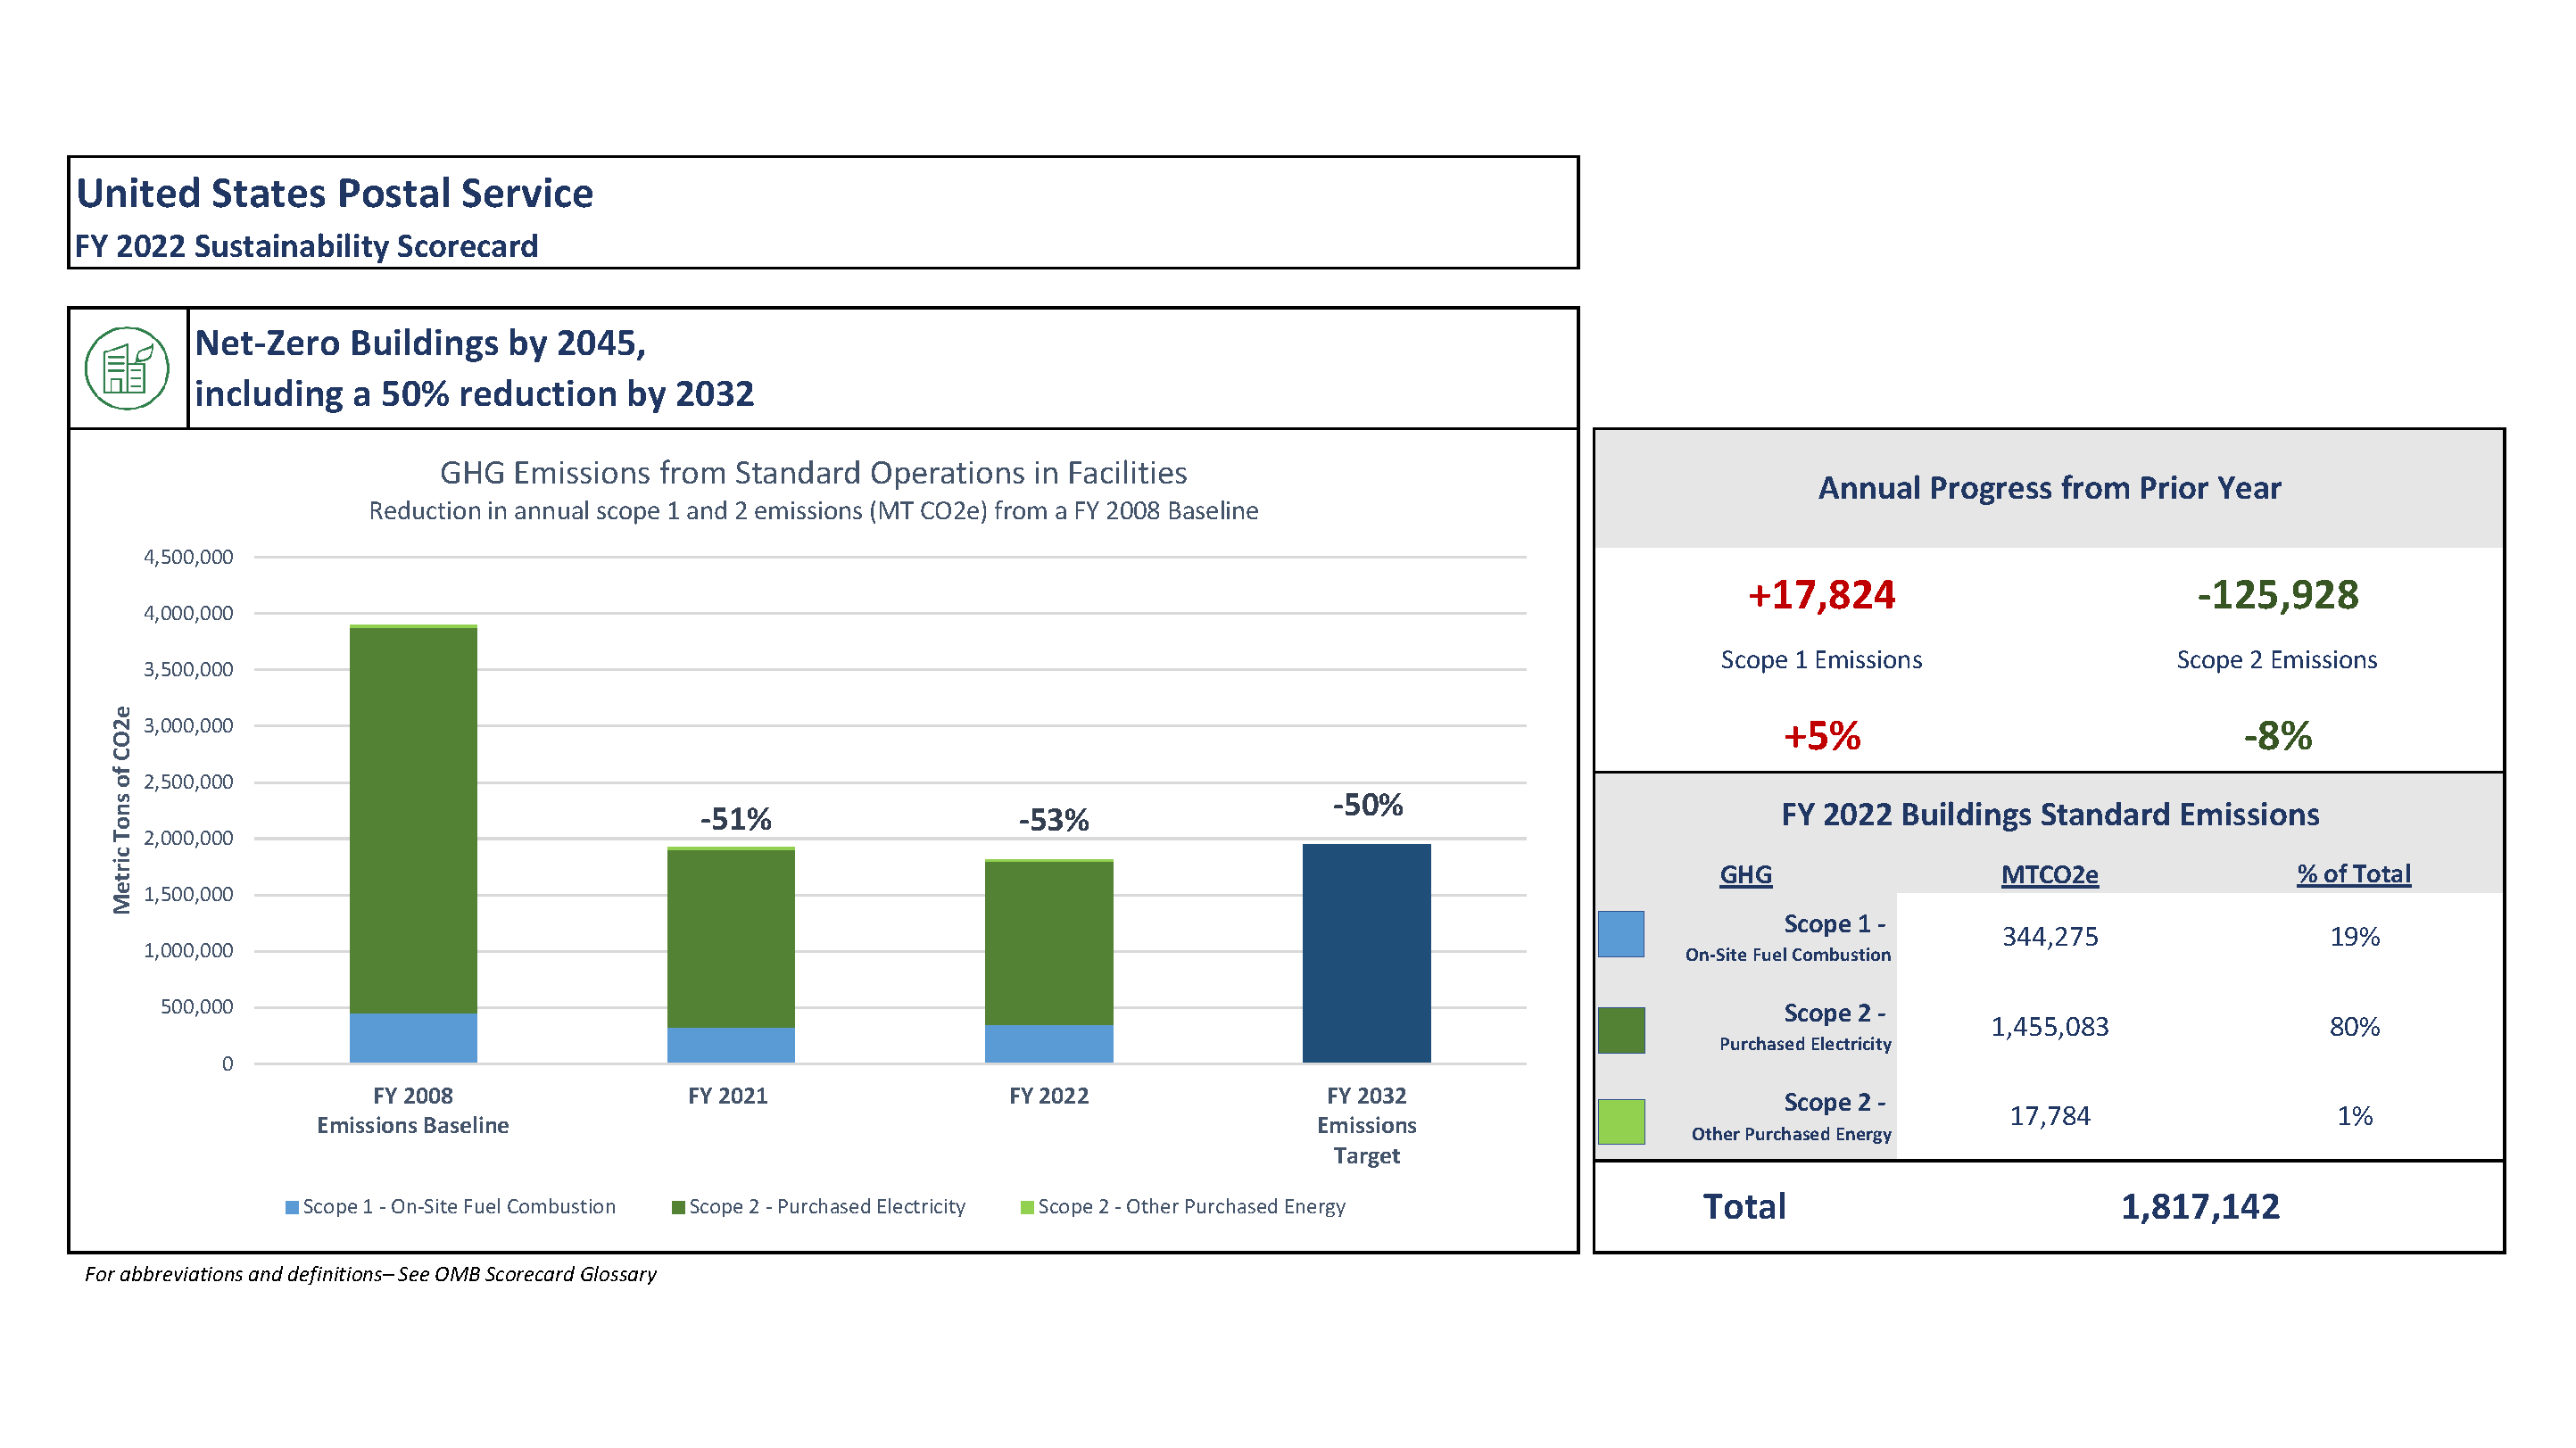 United States Postal Service
FY 2022 Sustainability Scorecard
Net-Zero Buildings by 2045,
including a 50% reduction by 2032
GHG Emissions from Standard Operations in Facilities
Reduction in annual scope 1 and 2 emissions (MT CO2e) from a FY 2008 Baseline
Metric Tons of CO2e
4,500,000
4,000,000
3,500,000
3,000,000
2,500,000
2,000,000
1,500,000
1,000,000
500,000
0
-51%
-53%
-50%
FY 2008
Emissions Baseline
FY 2021
FY 2022
FY 2032
Emissions
Target
Scope 1 - On-Site Fuel Combustion
Scope 2 - Purchased Electricity
Scope 2 - Other Purchased Energy
Annual Progress from Prior Year
+17,824 -125,928
Scope 1 Emissions Scope 2 Emissions
+5% -8%
FY 2022 Buildings Standard Emissions
GHG MTCO2e % of Total
Scope 1 -
On-Site Fuel Combustion
344,275 19%
Scope 2 -
Purchased Electricity
1,455,083 80%
Scope 2 -
Other Purchased Energy
17,784 1%
Total 1,817,142
For abbreviations and definitions– See OMB Scorecard Glossary